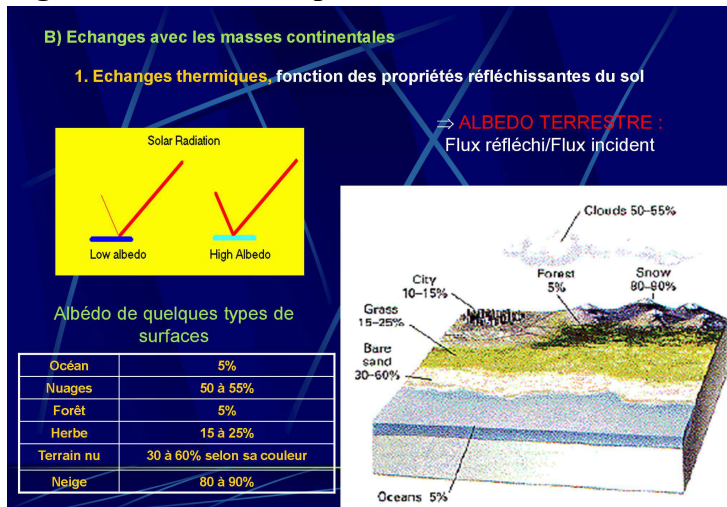 B) Echanges avec les masses continentales
1. Echanges thermiques, fonction des propriétés réfléchissantes du sol
⇒ ALBEDO TERRESTRE :
Flux réfléchi/Flux incident
Solar Radiation
Low albedo
High Albedo
Albédo de quelques types de
surfaces
Océan 5%
Nuages 50 à 55%
Forêt 5%
Herbe 15 à 25%
Terrain nu 30 à 60% selon sa couleur
Neige 80 à 90%
Clouds 50–55%
City
10–15%
Forest
5%
Snow
80–90%
Grass
15–25%
Bare
sand
30–60%
Oceans 5%